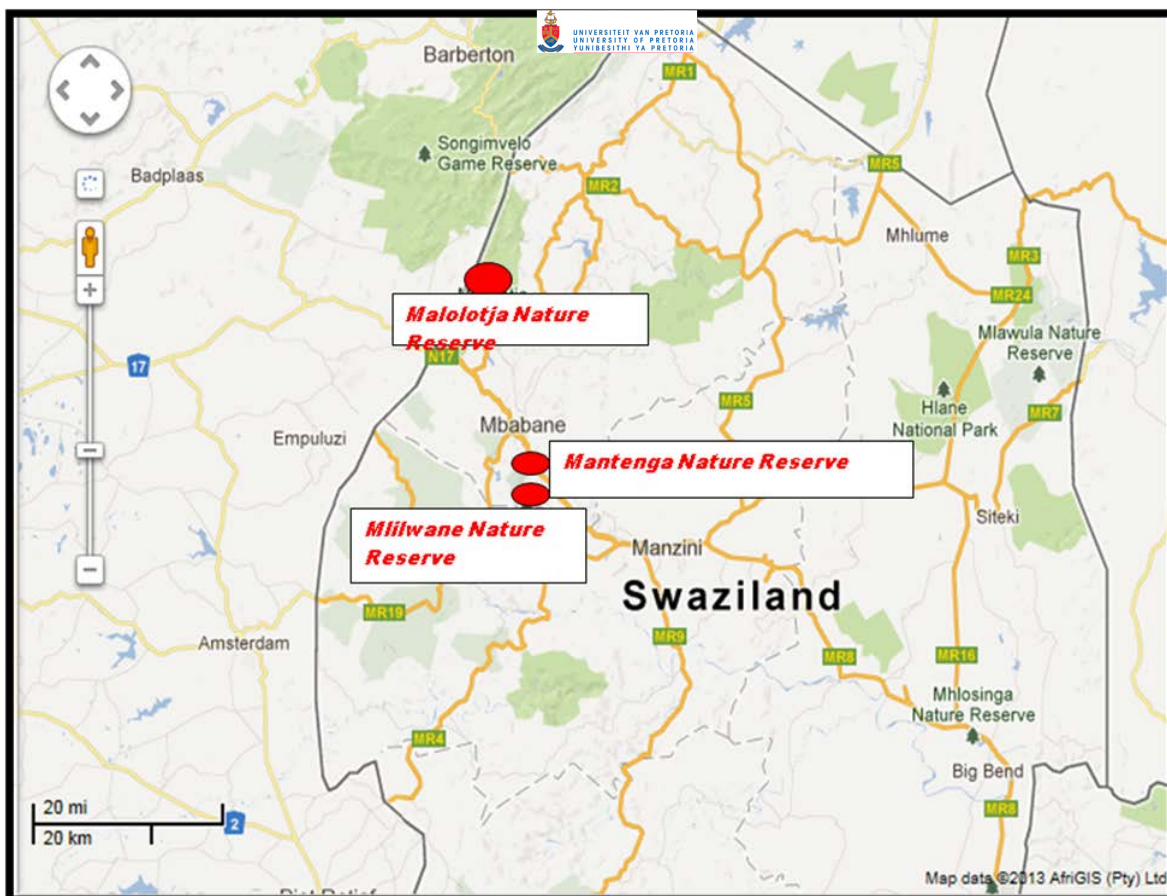 UNIVERSITEIT VAN PRETORIA
UNIVERSITY OF PRETORIA
YUNIBESITHI YA PRETORIA
Barberton
MR1
Songimvelo
Game Reserve
Badplaas
MR2
MR5
Mhlume
MR3
MR24
Malolotja Nature
Reserve
N17
Mlawula Nature
Reserve
17
MR5
Hlane
National Park
MR7
Mbabane
Empuluzi
Mantenga Nature Reserve
Siteki
Mlilwane Nature
Reserve
Manzini
Swaziland
MR19
Amsterdam
MR9
MR8
MR16
Mhlosinga
Nature Reserve
MR4
Big Bend
20 mi
20 km
2
MR8
Map data ©2013 AfriGIS (Pty) Ltd